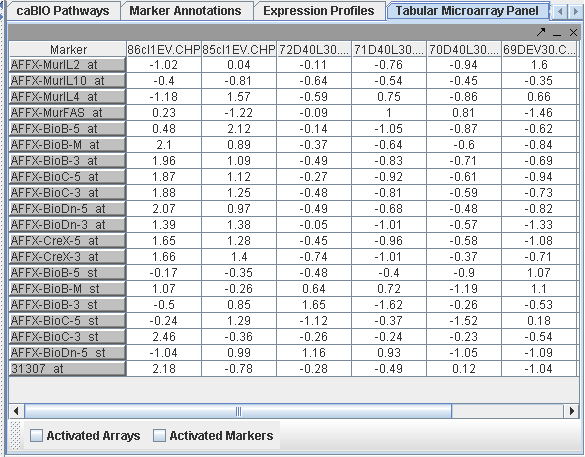 caBIO Pathways Marker Annotations Expression Profiles Tabular Microarray Panel
Marker 86cl1EV.CHP 85cl1EV.CHP 72D40L30.... 71D40L30.... 70D40L30.... 69DEV30.C...
AFFX-MurIL2_at -1.02 0.04 -0.11 -0.76 -0.94 1.6
AFFX-MurIL10_at -0.4 -0.81 -0.64 -0.54 -0.45 -0.35
AFFX-MurIL4_at -1.18 1.57 -0.59 0.75 -0.86 0.66
AFFX-MurFAS_at 0.23 -1.22 -0.09 1 0.81 -1.46
AFFX-BioB-5_at 0.48 2.12 -0.14 -1.05 -0.87 -0.62
AFFX-BioB-M_at 2.1 0.89 -0.37 -0.64 -0.6 -0.84
AFFX-BioB-3_at 1.96 1.09 -0.49 -0.83 -0.71 -0.69
AFFX-BioC-5_at 1.87 1.12 -0.27 -0.92 -0.61 -0.94
AFFX-BioC-3_at 1.88 1.25 -0.48 -0.81 -0.59 -0.73
AFFX-BioDn-5_at 2.07 0.97 -0.49 -0.68 -0.48 -0.82
AFFX-BioDn-3_at 1.39 1.38 -0.05 -1.01 -0.57 -1.33
AFFX-CreX-5_at 1.65 1.28 -0.45 -0.96 -0.58 -1.08
AFFX-CreX-3_at 1.66 1.4 -0.74 -1.01 -0.37 -0.71
AFFX-BioB-5_st -0.17 -0.35 -0.48 -0.4 -0.9 1.07
AFFX-BioB-M_st 1.07 -0.26 0.64 0.72 -1.19 1.1
AFFX-BioB-3_st -0.5 0.85 1.65 -1.62 -0.26 -0.53
AFFX-BioC-5_st -0.24 1.29 -1.12 -0.37 -1.52 0.18
AFFX-BioC-3_st 2.46 -0.36 -0.26 -0.24 -0.23 -0.54
AFFX-BioDn-5_st -1.04 0.99 1.16 0.93 -1.05 -1.09
31307_at 2.18 -0.78 -0.28 -0.49 0.12 -1.04
Activated Arrays Activated Markers